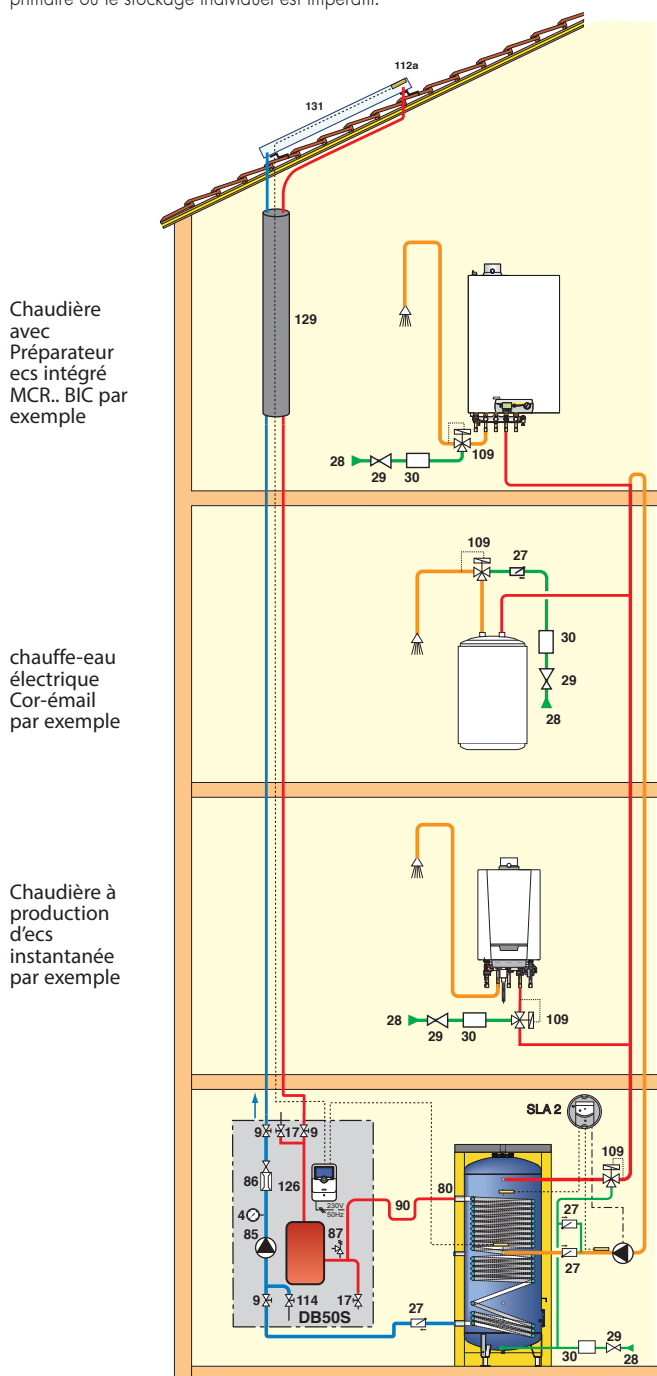 primaire où le stockage individuel est impératif.
112a
131
Chaudière
avec
Préparateur
ecs intégré
MCR.. BIC par
exemple
129
28
29
30
109
109
27
30
29
28
chauffe-eau
électrique
Cor-émail
par exemple
Chaudière à
production
d'ecs
instantanée
par exemple
28
29
30
109
SLA 2
9
17
9
109
86
126
80
230V
50Hz
90
27
4
85
87
27
9
114
17
27
29
DB50S
30
28